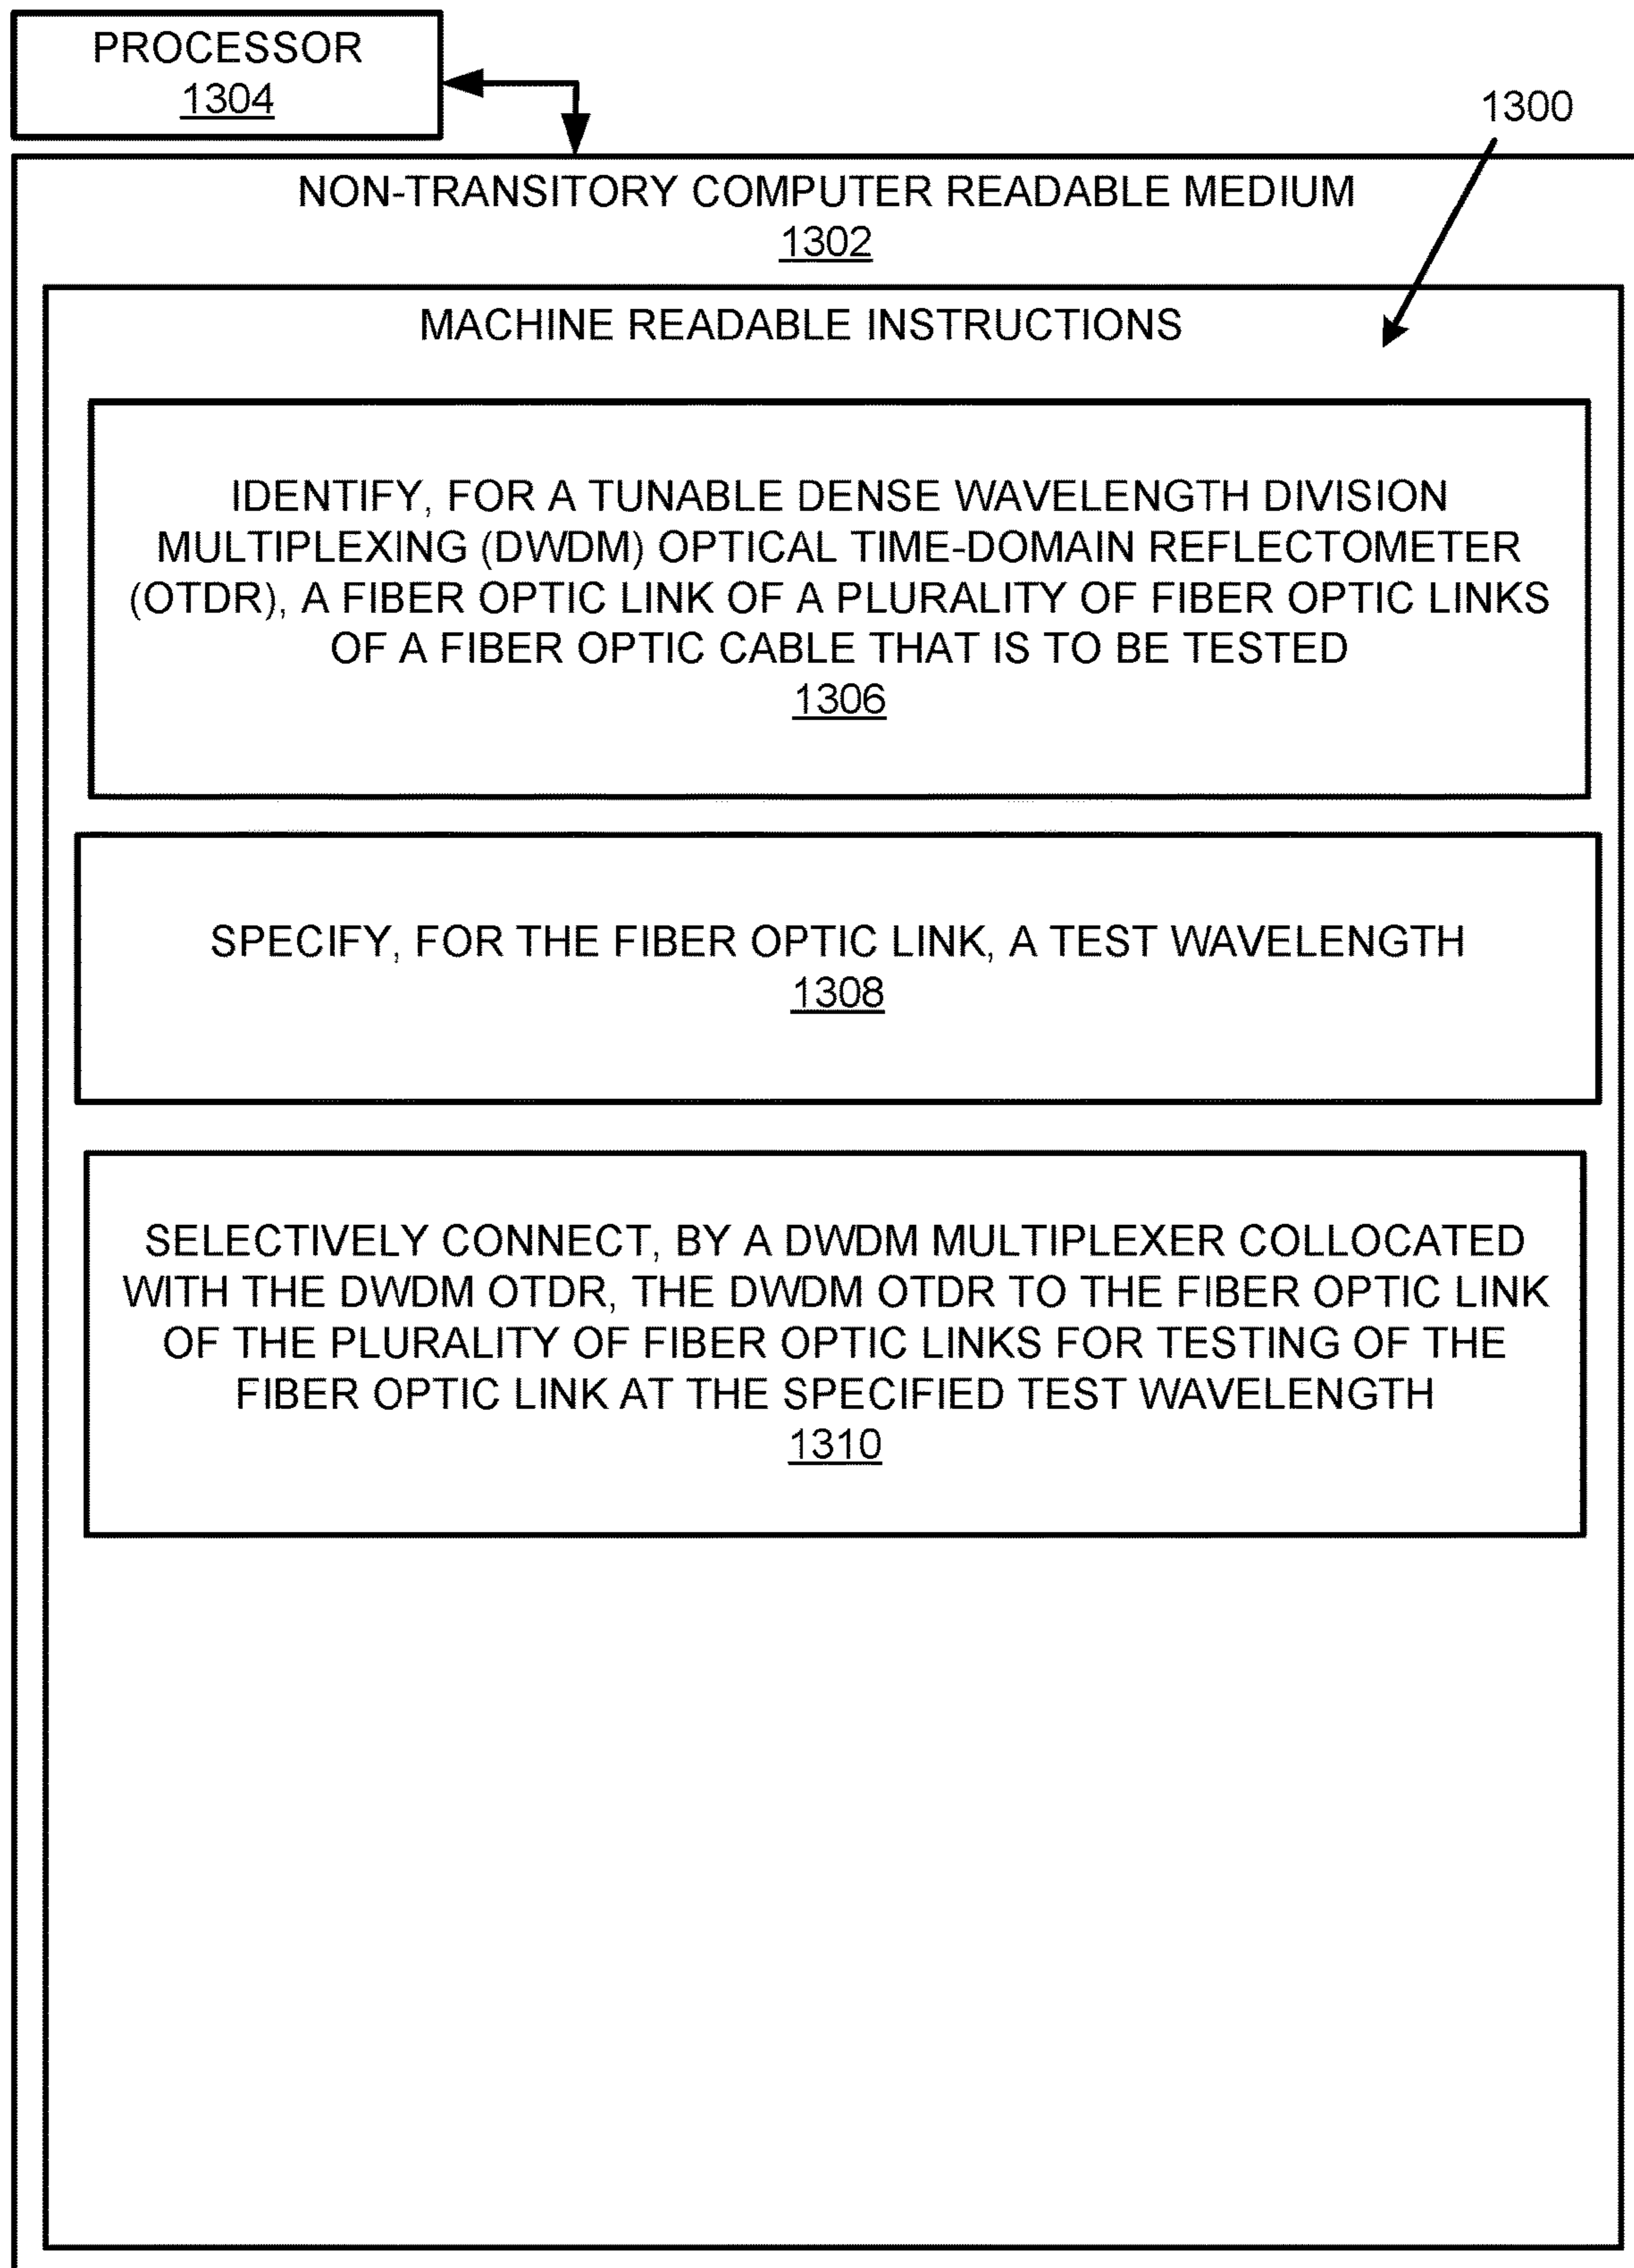 PROCESSOR
1304
1300
NON-TRANSITORY COMPUTER READABLE MEDIUM
1302
MACHINE READABLE INSTRUCTIONS
IDENTIFY, FOR A TUNABLE DENSE WAVELENGTH DIVISION
MULTIPLEXING (DWDM) OPTICAL TIME-DOMAIN REFLECTOMETER
(OTDR), A FIBER OPTIC LINK OF A PLURALITY OF FIBER OPTIC LINKS
OF A FIBER OPTIC CABLE THAT IS TO BE TESTED
1306
SPECIFY, FOR THE FIBER OPTIC LINK, A TEST WAVELENGTH
1308
SELECTIVELY CONNECT, BY A DWDM MULTIPLEXER COLLOCATED
WITH THE DWDM OTDR, THE DWDM OTDR TO THE FIBER OPTIC LINK
OF THE PLURALITY OF FIBER OPTIC LINKS FOR TESTING OF THE
FIBER OPTIC LINK AT THE SPECIFIED TEST WAVELENGTH
1310